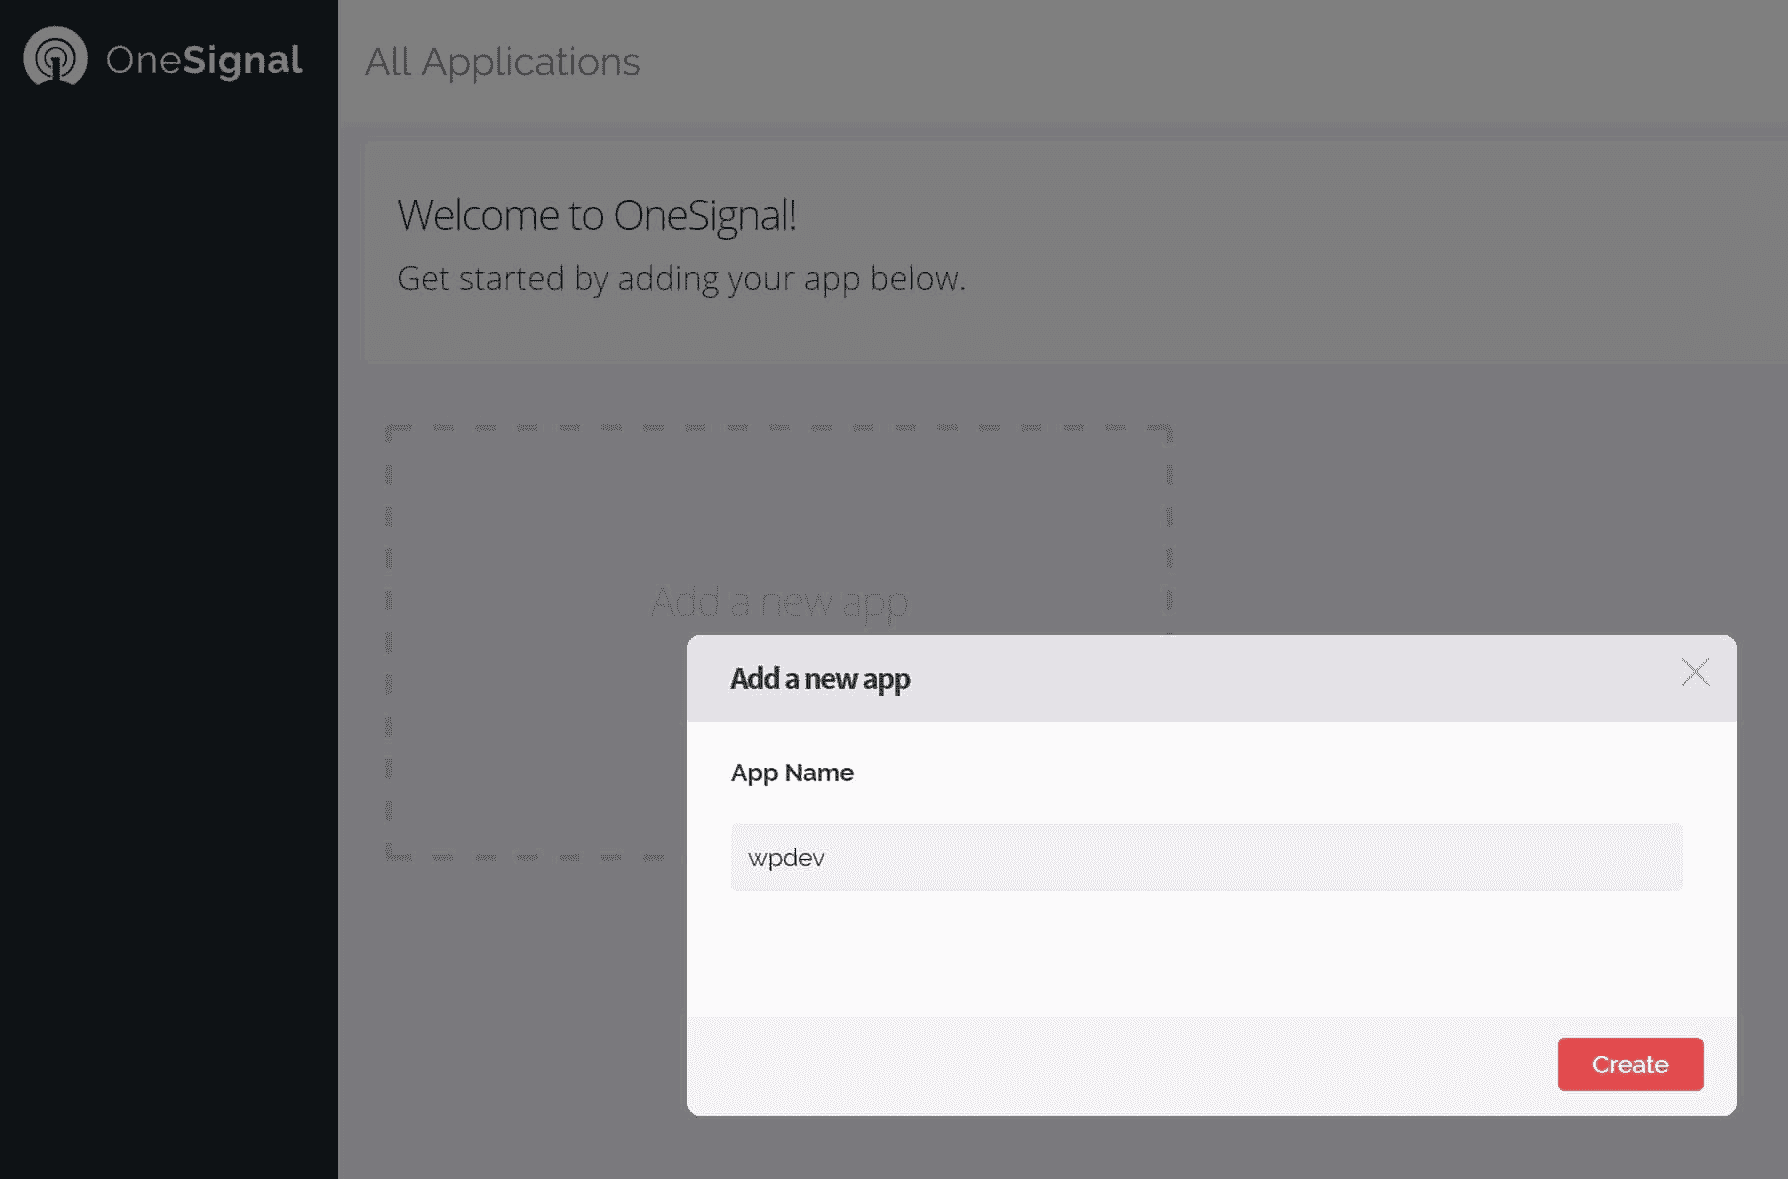 OneSignal
All Applications
Welcome to OneSignal!
Get started by adding your app below.
Add a new app
Add a new app
App Name
wpdev
Create